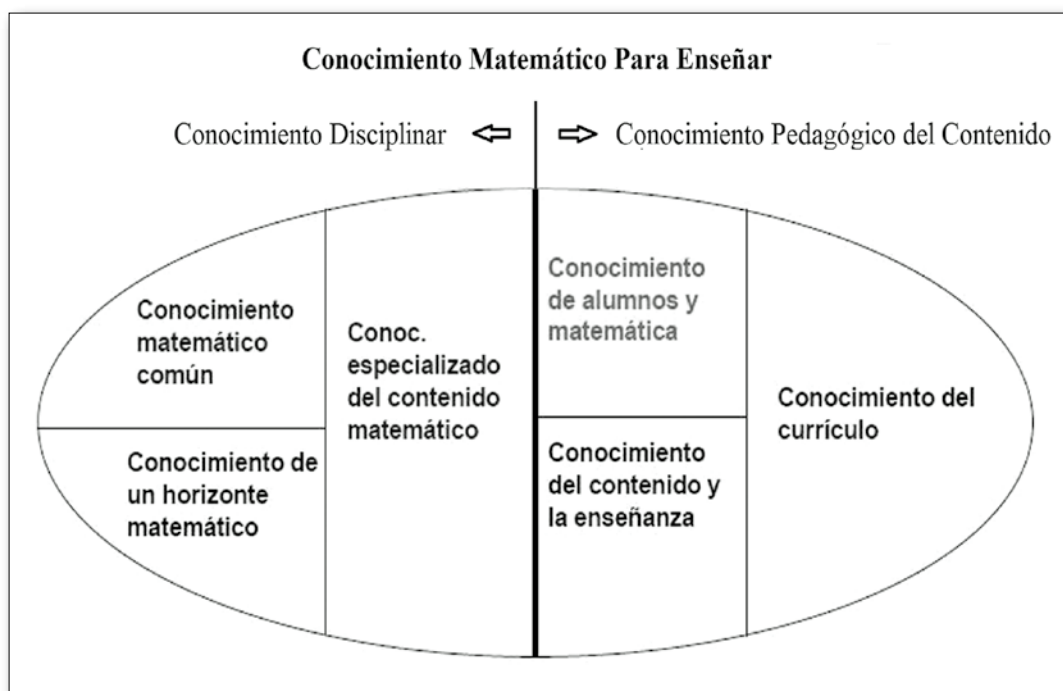 Conocimiento Matemático Para Enseñar
Conocimiento Disciplinar
Conocimiento Pedagógico del Contenido
Conocimiento
matemático
común
Conocimiento de
un horizonte
matemático
Conoc.
especializado
del contenido
matemático
Conocimiento
de alumnos y
matemática
Conocimiento
del contenido y
la enseñanza
Conocimiento del
currículo